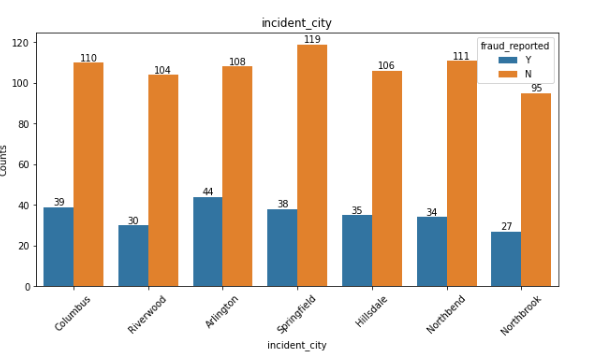 incident_city
fraud_reported
Y
N
Counts
120
100
80
60
40
20
0
39
110
30
104
44
108
38
119
35
106
34
111
27
95
Columbus
Riverwood
Arlington
Springfield
Hillsdale
Northbend
Northbrook
incident_city